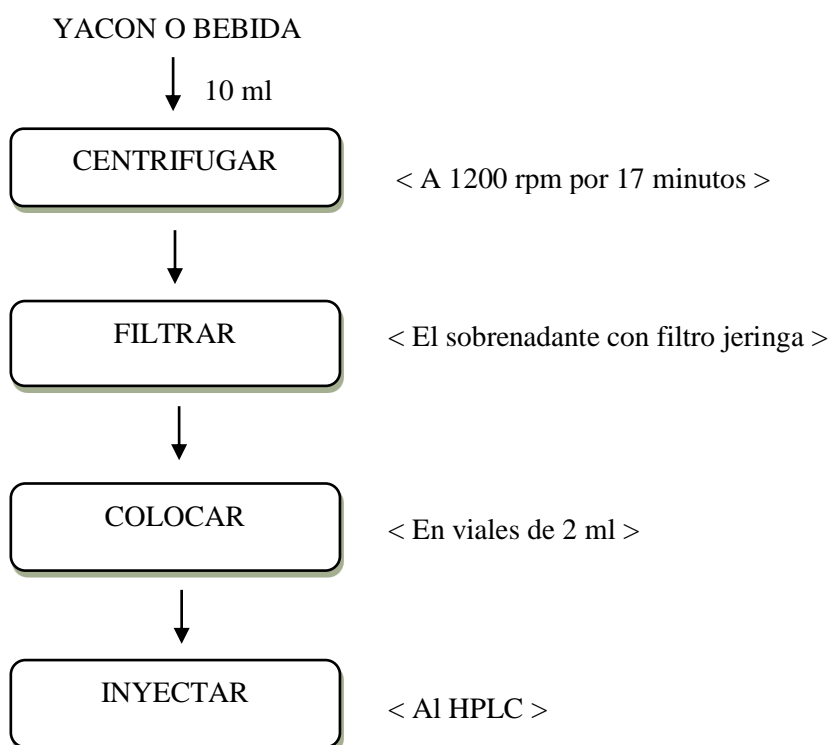 YACON O BEBIDA
10 ml
CENTRIFUGAR
< A 1200 rpm por 17 minutos >
FILTRAR
< El sobrenadante con filtro jeringa >
COLOCAR
< En viales de 2 ml >
INYECTAR
< Al HPLC >